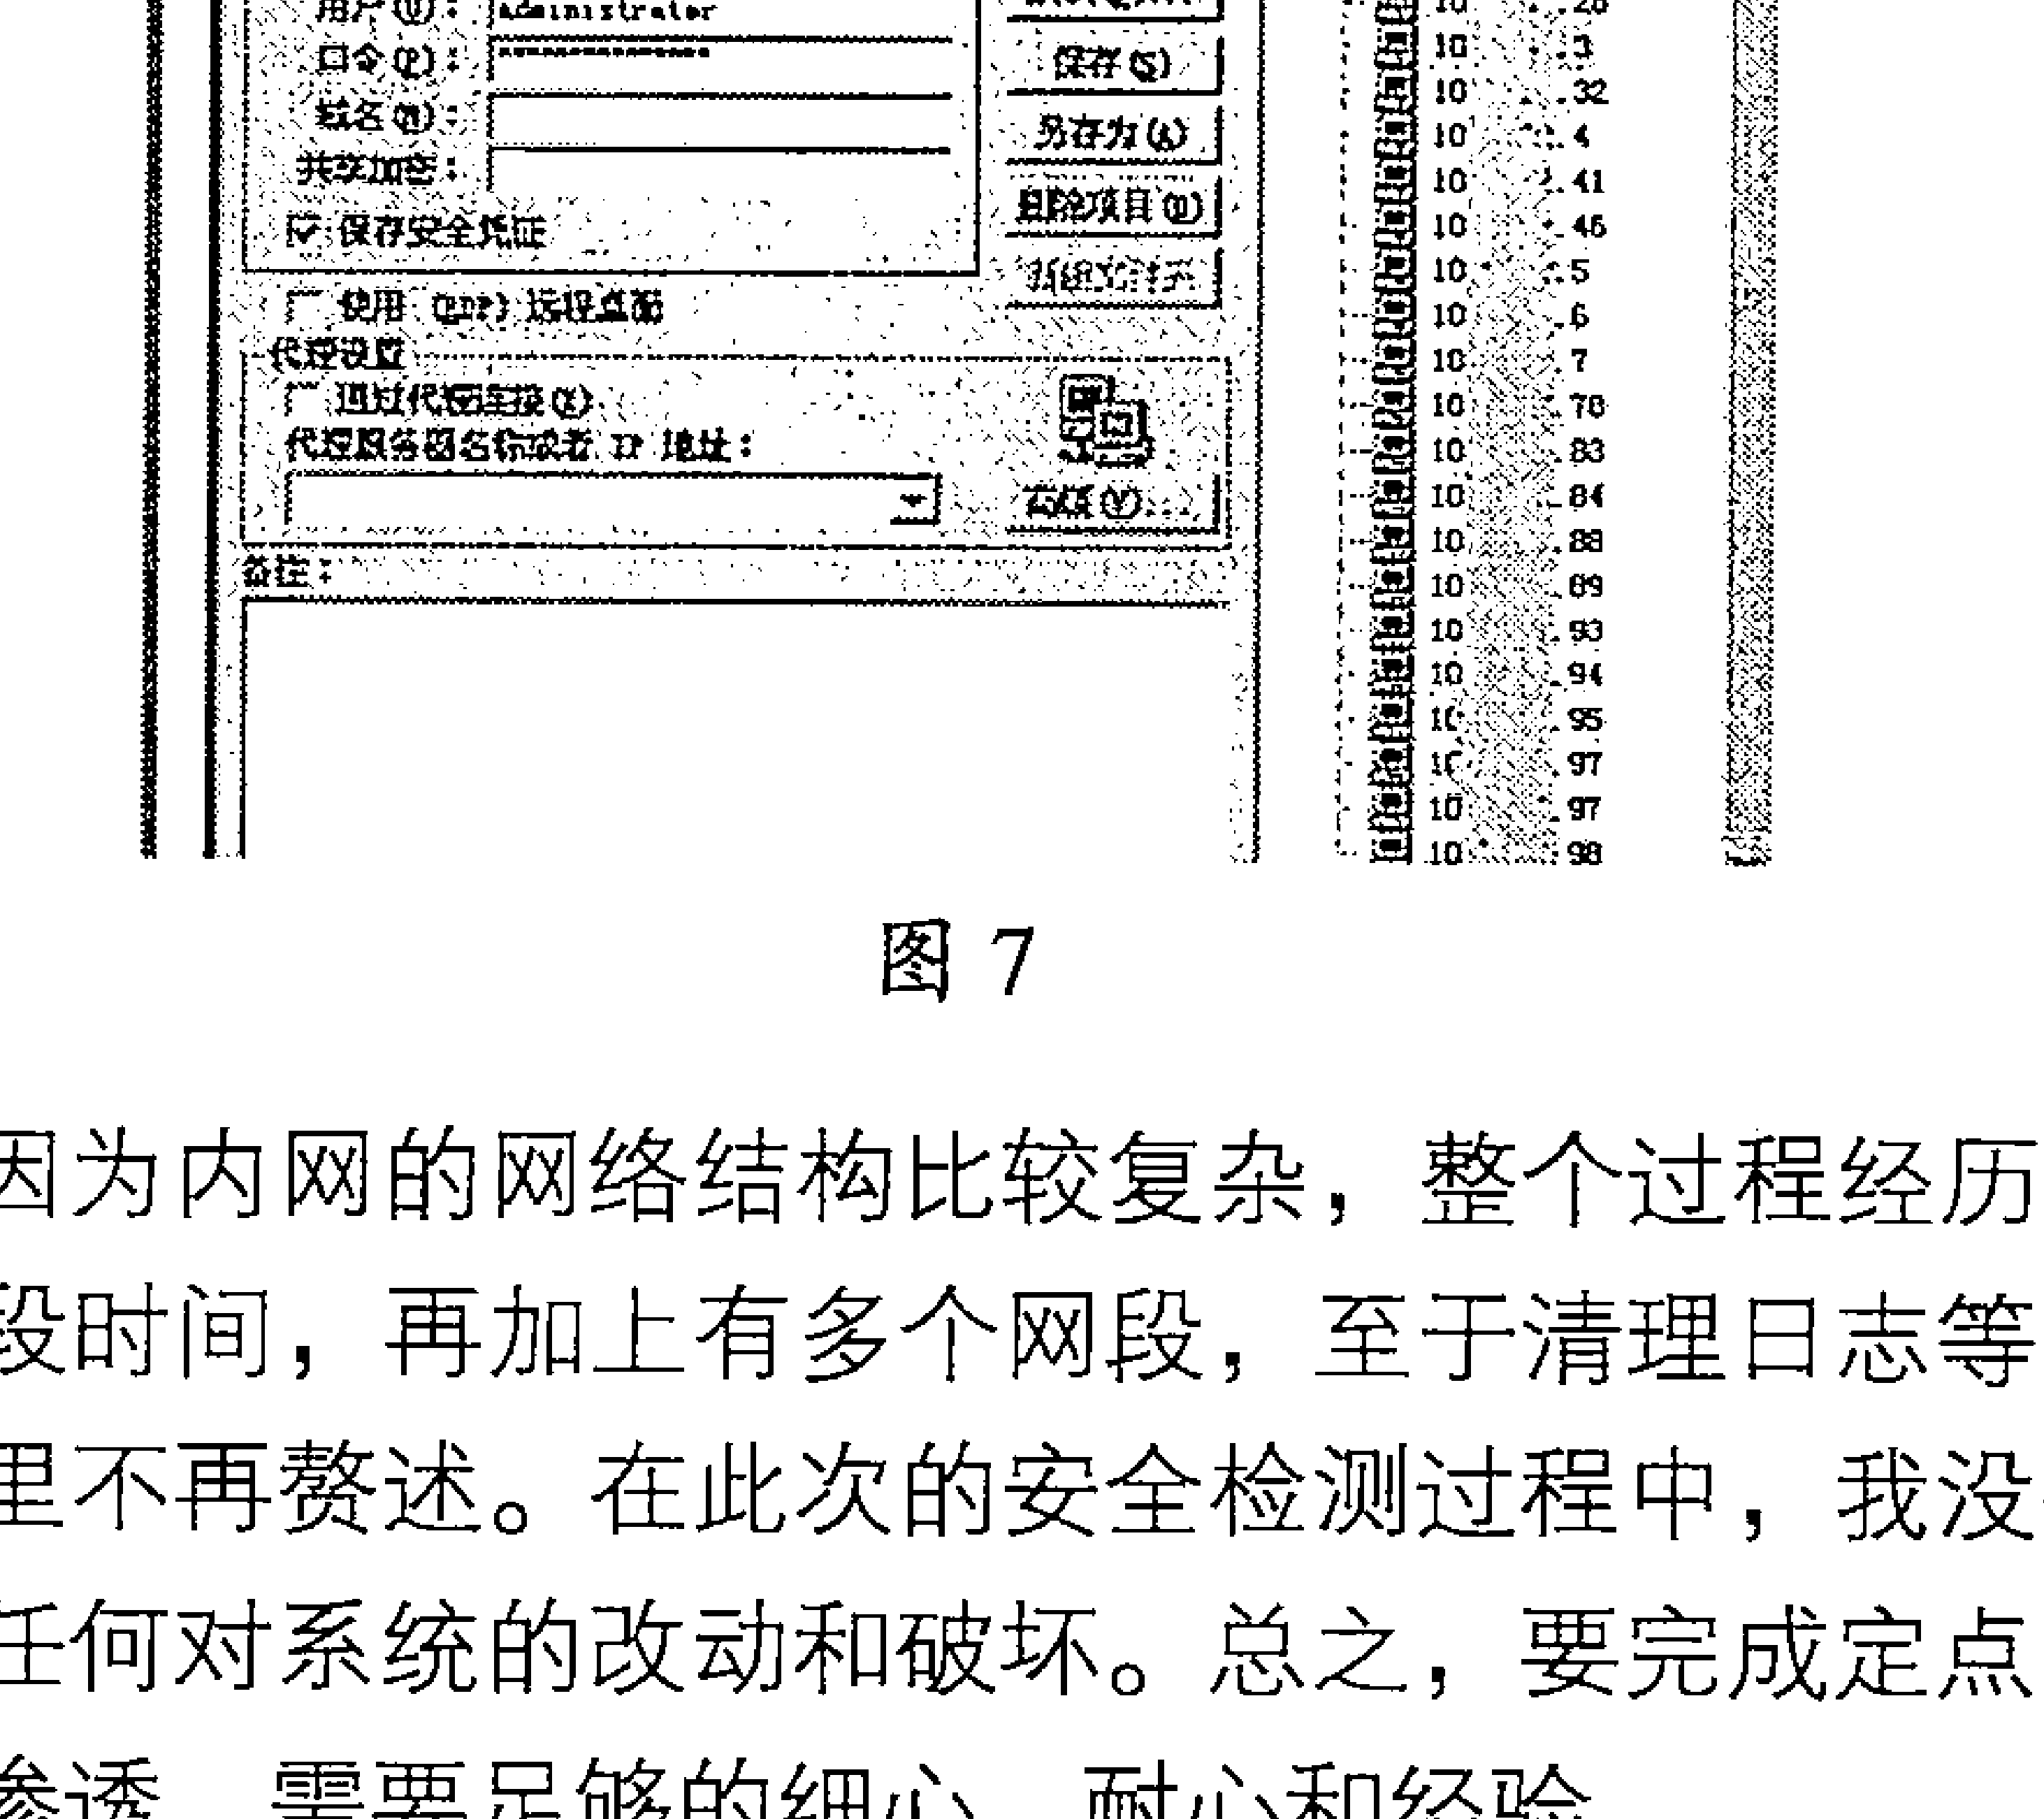 用户(U): Administrator
口令(P): ****************
域名(M):
保存(S)
另存为(A)
共享加密:
删除项目(D)
保存安全凭证
使用 (RDP) 远程桌面
代理设置
通过代理连接(X)
代理服务器名称或者 IP 地址:
高级(V)...
备注:
10 .3
10 .32
10 .4
10 .41
10 .46
10 .5
10 .6
10 .7
10 .70
10 .83
10 .84
10 .88
10 .89
10 .93
10 .94
10 .95
10 .97
10 .97
10 .98
图 7
因为内网的网络结构比较复杂，整个过程经历
段时间，再加上有多个网段，至于清理日志等
里不再赘述。在此次的安全检测过程中，我没
任何对系统的改动和破坏。总之，要完成定点
渗透，需要足够的细心、耐心和经验